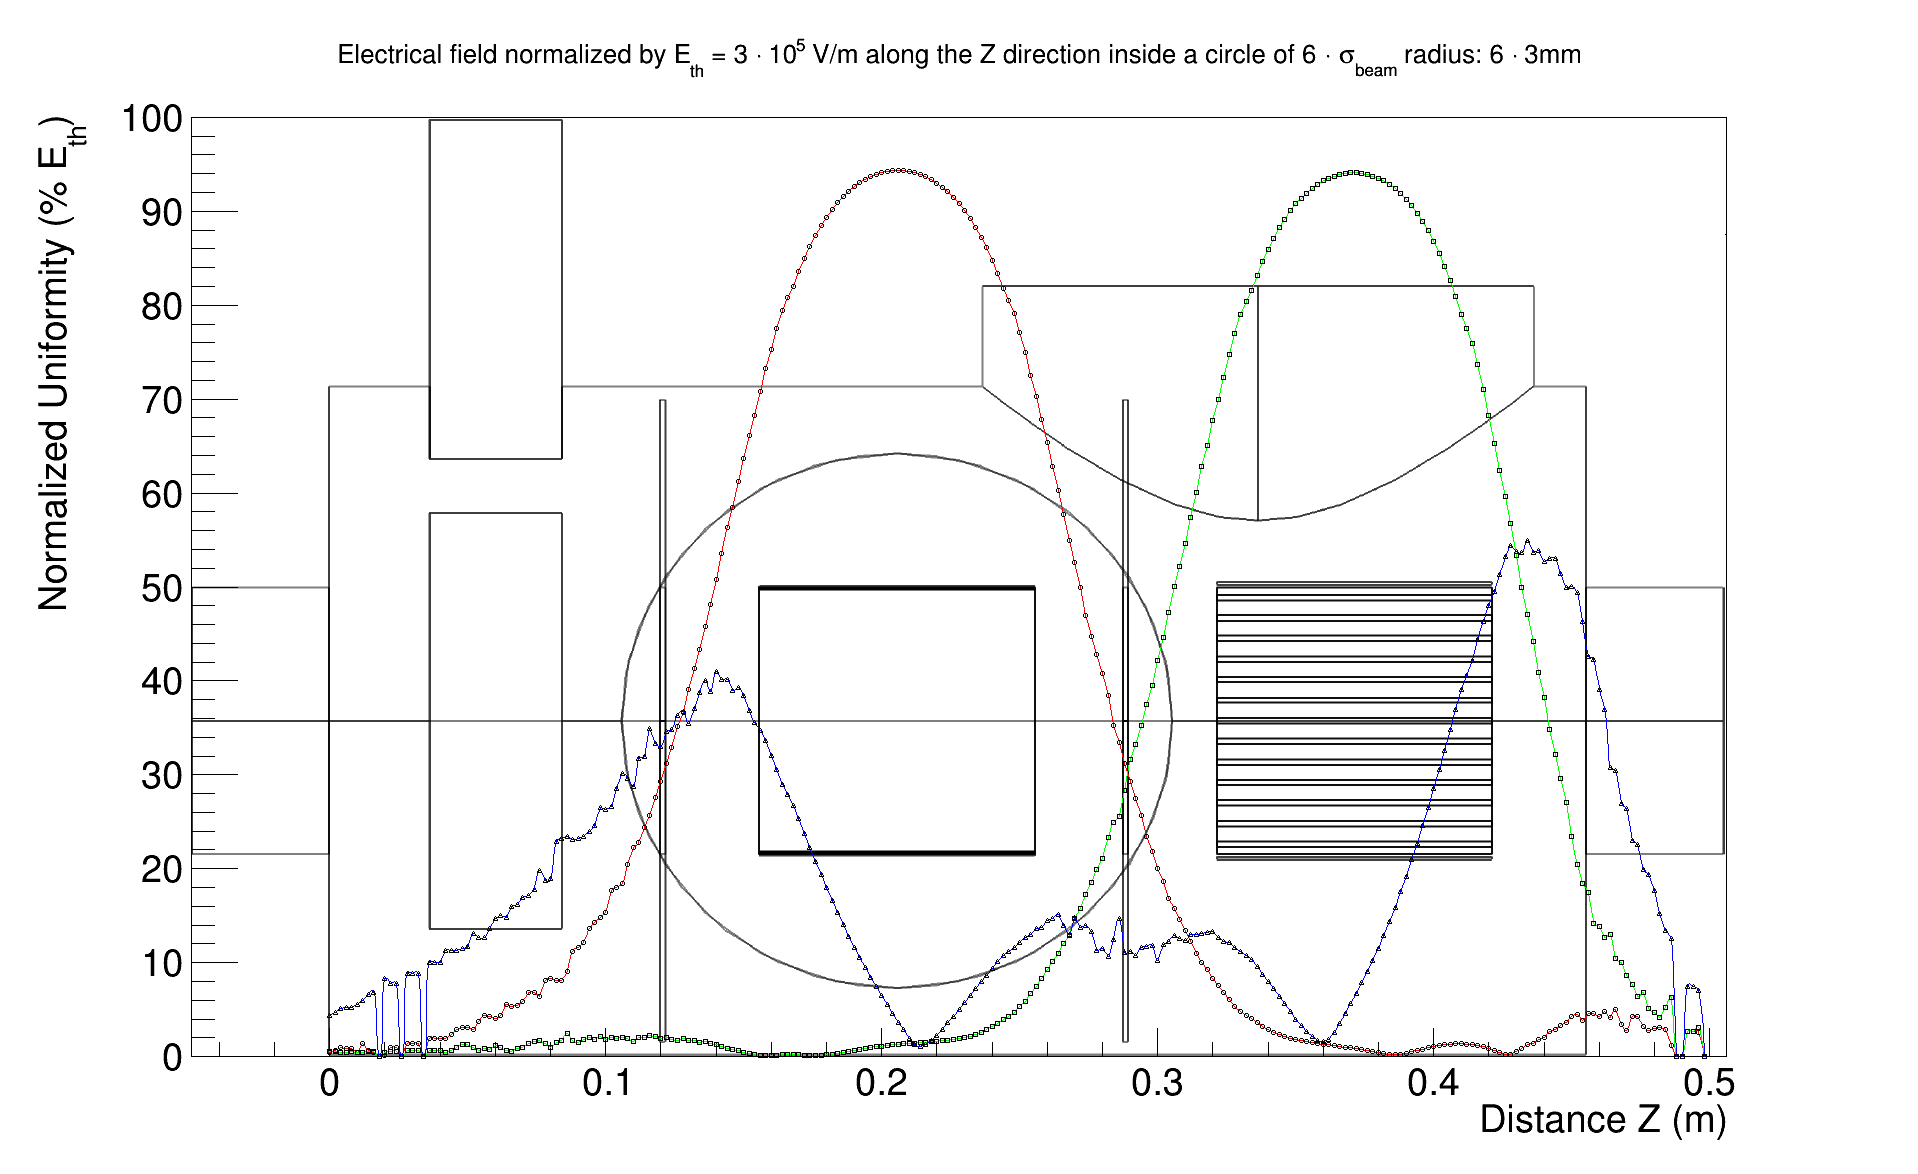 Electrical field normalized by E_th = 3 · 10^5 V/m along the Z direction inside a circle of 6 · σ_beam radius: 6 · 3mm
Normalized Uniformity (% E_th)
100
90
80
70
60
50
40
30
20
10
0
0 0.1 0.2 0.3 0.4 0.5
Distance Z (m)